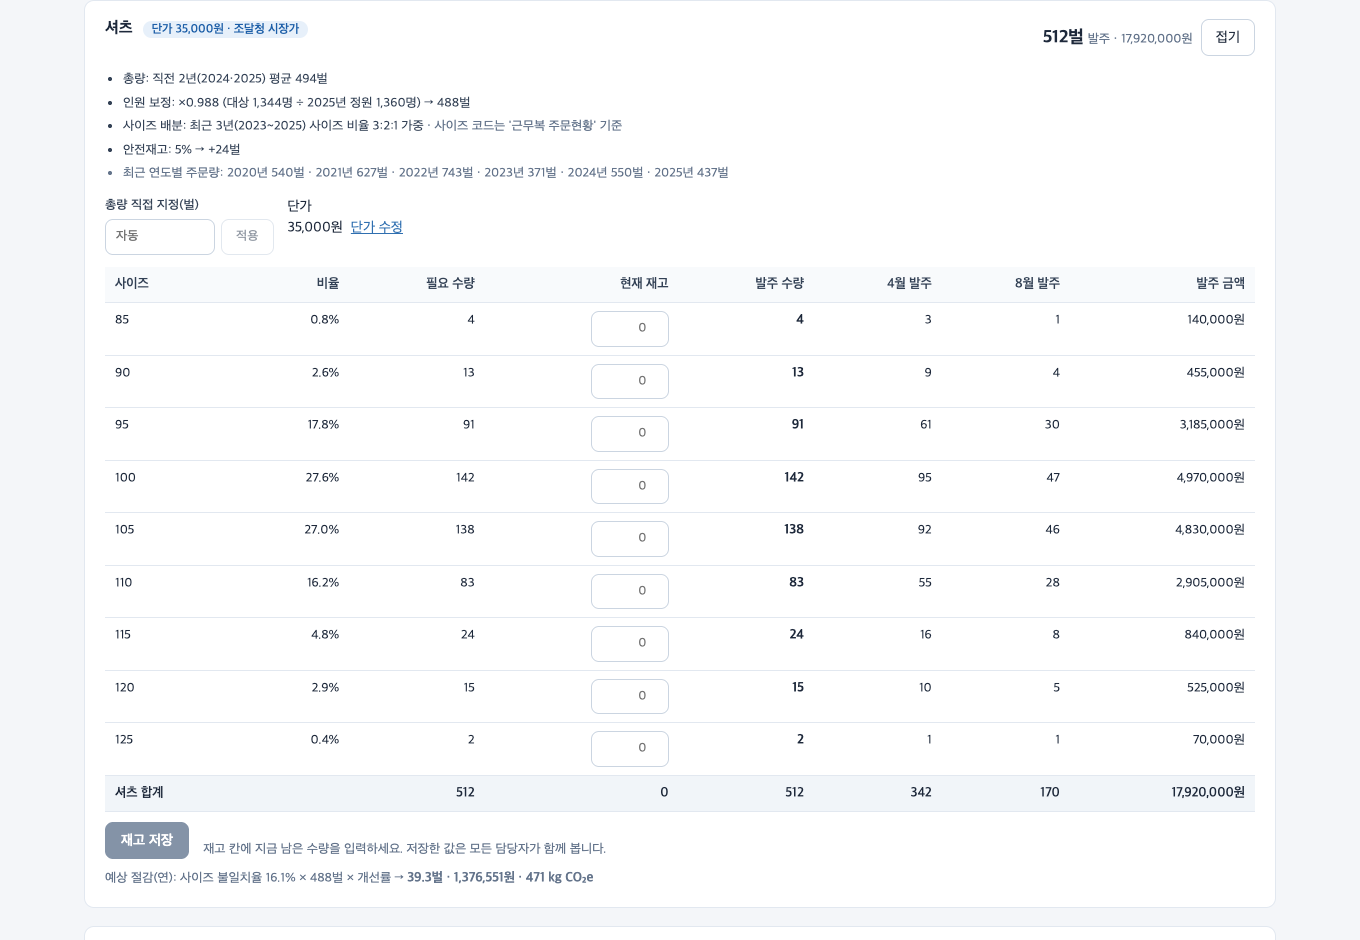 셔츠 단가 35,000원 · 조달청 시장가
512벌 발주 · 17,920,000원 접기
• 총량: 직전 2년(2024·2025) 평균 494벌
• 인원 보정: ×0.988 (대상 1,344명 ÷ 2025년 정원 1,360명) → 488벌
• 사이즈 배분: 최근 3년(2023~2025) 사이즈 비율 3:2:1 가중 · 사이즈 코드는 '근무복 주문현황' 기준
• 안전재고: 5% → +24벌
• 최근 연도별 주문량: 2020년 540벌 · 2021년 627벌 · 2022년 743벌 · 2023년 371벌 · 2024년 550벌 · 2025년 437벌
총량 직접 지정(벌) 단가
자동 적용 35,000원 단가 수정
사이즈 비율 필요 수량 현재 재고 발주 수량 4월 발주 8월 발주 발주 금액
85 0.8% 4 0 4 3 1 140,000원
90 2.6% 13 0 13 9 4 455,000원
95 17.8% 91 0 91 61 30 3,185,000원
100 27.6% 142 0 142 95 47 4,970,000원
105 27.0% 138 0 138 92 46 4,830,000원
110 16.2% 83 0 83 55 28 2,905,000원
115 4.8% 24 0 24 16 8 840,000원
120 2.9% 15 0 15 10 5 525,000원
125 0.4% 2 0 2 1 1 70,000원
셔츠 합계 512 0 512 342 170 17,920,000원
재고 저장 재고 칸에 지금 남은 수량을 입력하세요. 저장한 값은 모든 담당자가 함께 봅니다.
예상 절감(연): 사이즈 불일치율 16.1% × 488벌 × 개선률 → 39.3벌 · 1,376,551원 · 471 kg CO₂e